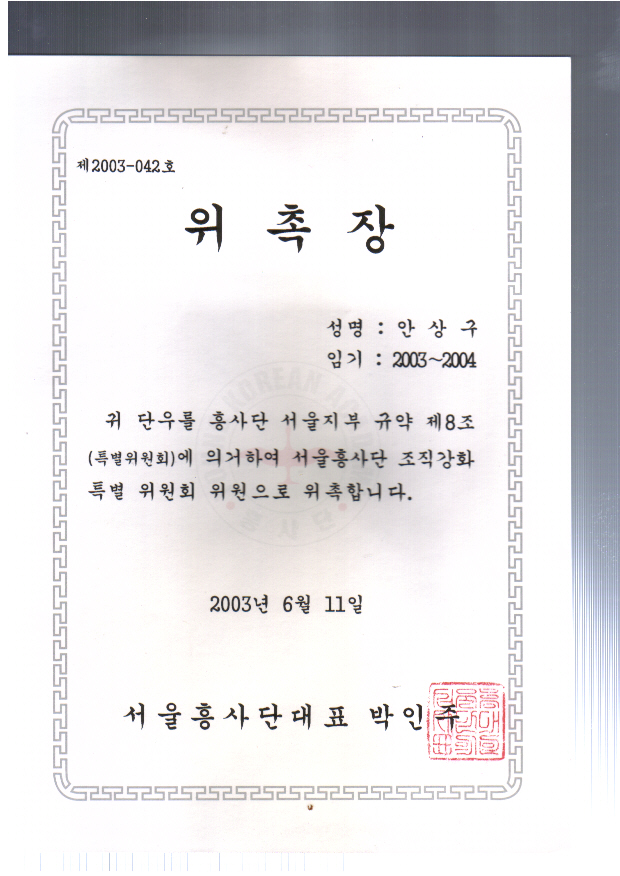 제2003-042호
위 촉 장
성명 : 안 상 구
임기 : 2003~2004
귀 단우를 흥사단 서울지부 규약 제8조
(특별위원회)에 의거하여 서울흥사단 조직강화
특별 위원회 위원으로 위촉합니다.
KOREAN
흥 사 단
2003년 6월 11일
서울흥사단대표 박인주